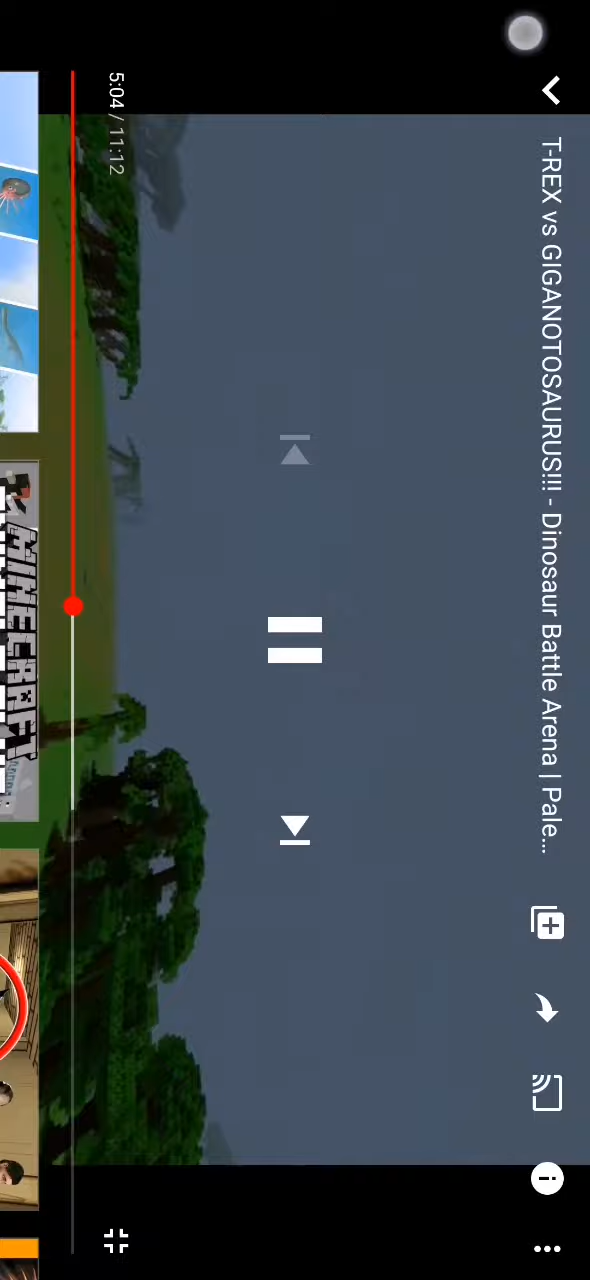 T-REX vs GIGANOTOSAURUS!!! - Dinosaur Battle Arena | Pale...
5:04 / 11:12
MINECRAFT